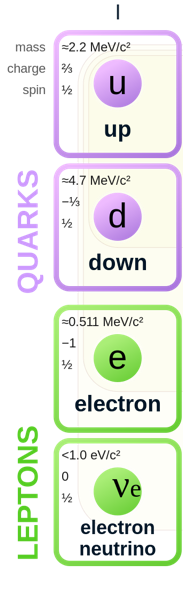 I
mass
charge
spin
≈2.2 MeV/c²
⅔
½
u
up
≈4.7 MeV/c²
−⅓
½
d
down
QUARKS
≈0.511 MeV/c²
−1
½
e
electron
<1.0 eV/c²
0
½
νe
electron
neutrino
LEPTONS